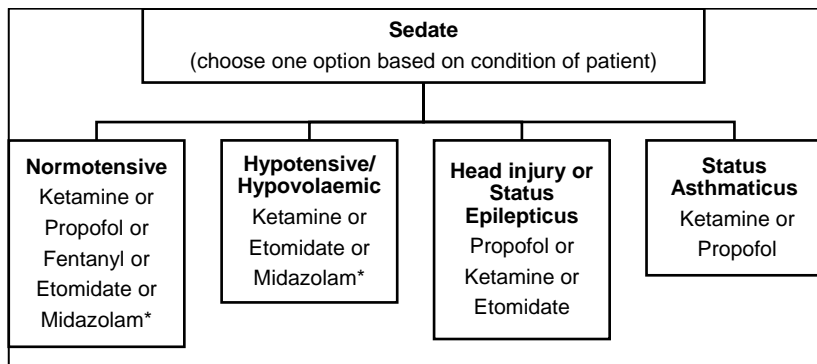 Sedate
(choose one option based on condition of patient)
Normotensive
Ketamine or
Propofol or
Fentanyl or
Etomidate or
Midazolam*
Hypotensive/
Hypovolaemic
Ketamine or
Etomidate or
Midazolam*
Head injury or
Status
Epilepticus
Propofol or
Ketamine or
Etomidate
Status
Asthmaticus
Ketamine or
Propofol